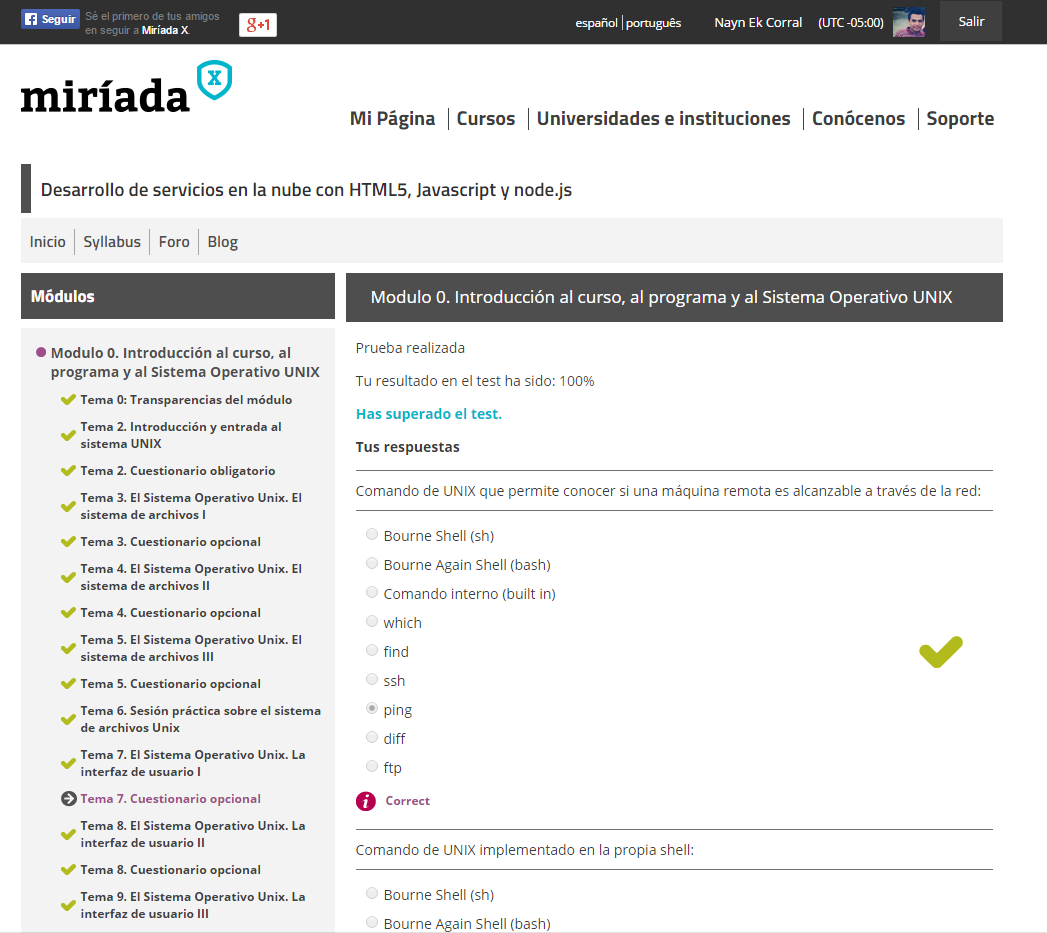 Seguir
Sé el primero de tus amigos
en seguir a Miríada X.
g+1
español | português
Nayn Ek Corral
(UTC -05:00)
Salir
miríada X
Mi Página | Cursos | Universidades e instituciones | Conócenos | Soporte
Desarrollo de servicios en la nube con HTML5, Javascript y node.js
Inicio | Syllabus | Foro | Blog
Módulos
Modulo 0. Introducción al curso, al
programa y al Sistema Operativo UNIX
Tema 0: Transparencias del módulo
Tema 2. Introducción y entrada al
sistema UNIX
Tema 2. Cuestionario obligatorio
Tema 3. El Sistema Operativo Unix. El
sistema de archivos I
Tema 3. Cuestionario opcional
Tema 4. El Sistema Operativo Unix. El
sistema de archivos II
Tema 4. Cuestionario opcional
Tema 5. El Sistema Operativo Unix. El
sistema de archivos III
Tema 5. Cuestionario opcional
Tema 6. Sesión práctica sobre el sistema
de archivos Unix
Tema 7. El Sistema Operativo Unix. La
interfaz de usuario I
Tema 7. Cuestionario opcional
Tema 8. El Sistema Operativo Unix. La
interfaz de usuario II
Tema 8. Cuestionario opcional
Tema 9. El Sistema Operativo Unix. La
interfaz de usuario III
Modulo 0. Introducción al curso, al programa y al Sistema Operativo UNIX
Prueba realizada
Tu resultado en el test ha sido: 100%
Has superado el test.
Tus respuestas
Comando de UNIX que permite conocer si una máquina remota es alcanzable a través de la red:
Bourne Shell (sh)
Bourne Again Shell (bash)
Comando interno (built in)
which
find
ssh
ping
diff
ftp
i Correct
Comando de UNIX implementado en la propia shell:
Bourne Shell (sh)
Bourne Again Shell (bash)